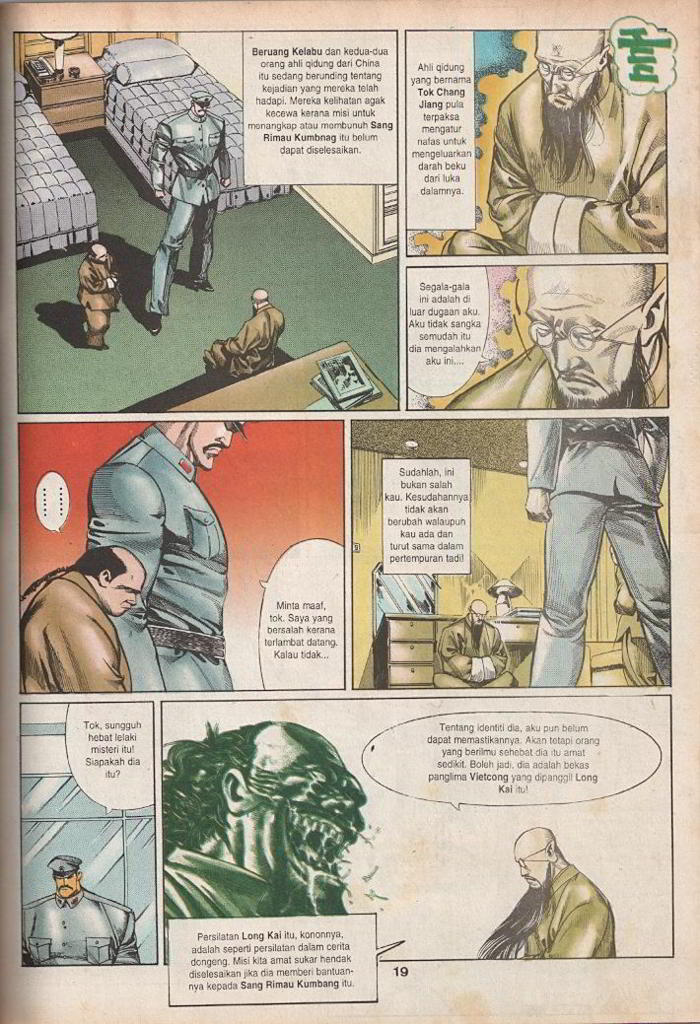 Beruang Kelabu dan kedua-dua
orang ahli qidung dari China
itu sedang berunding tentang
kejadian yang mereka telah
hadapi. Mereka kelihatan agak
kecewa kerana misi untuk
menangkap atau membunuh Sang
Rimau Kumbnag itu belum
dapat diselesaikan.
Ahli qidung
yang bernama
Tok Chang
Jiang pula
terpaksa
mengatur
nafas untuk
mengeluarkan
darah beku
dari luka
dalamnya.
Segala-gala
ini adalah di
luar dugaan aku.
Aku tidak sangka
semudah itu
dia mengalahkan
aku ini....
Minta maaf,
tok. Saya yang
bersalah kerana
terlambat datang.
Kalau tidak...
Sudahlah, ini
bukan salah
kau. Kesudahannya
tidak akan
berubah walaupuh
kau ada dan
turut sama dalam
pertempuran tadi!
Tok, sungguh
hebat lelaki
misteri itu!
Siapakah dia
itu?
Tentang identiti dia, aku pun belum
dapat memastikannya. Akan tetapi orang
yang berilmu sehebat dia itu amat
sedikit. Boleh jadi, dia adalah bekas
panglima Vietcong yang dipanggil Long
Kai itu!
Persilatan Long Kai itu, kononnya,
adalah seperti persilatan dalam cerita
dongeng. Misi kita amat sukar hendak
diselesaikan jika dia memberi bantuan-
nya kepada Sang Rimau Kumbang itu.
19